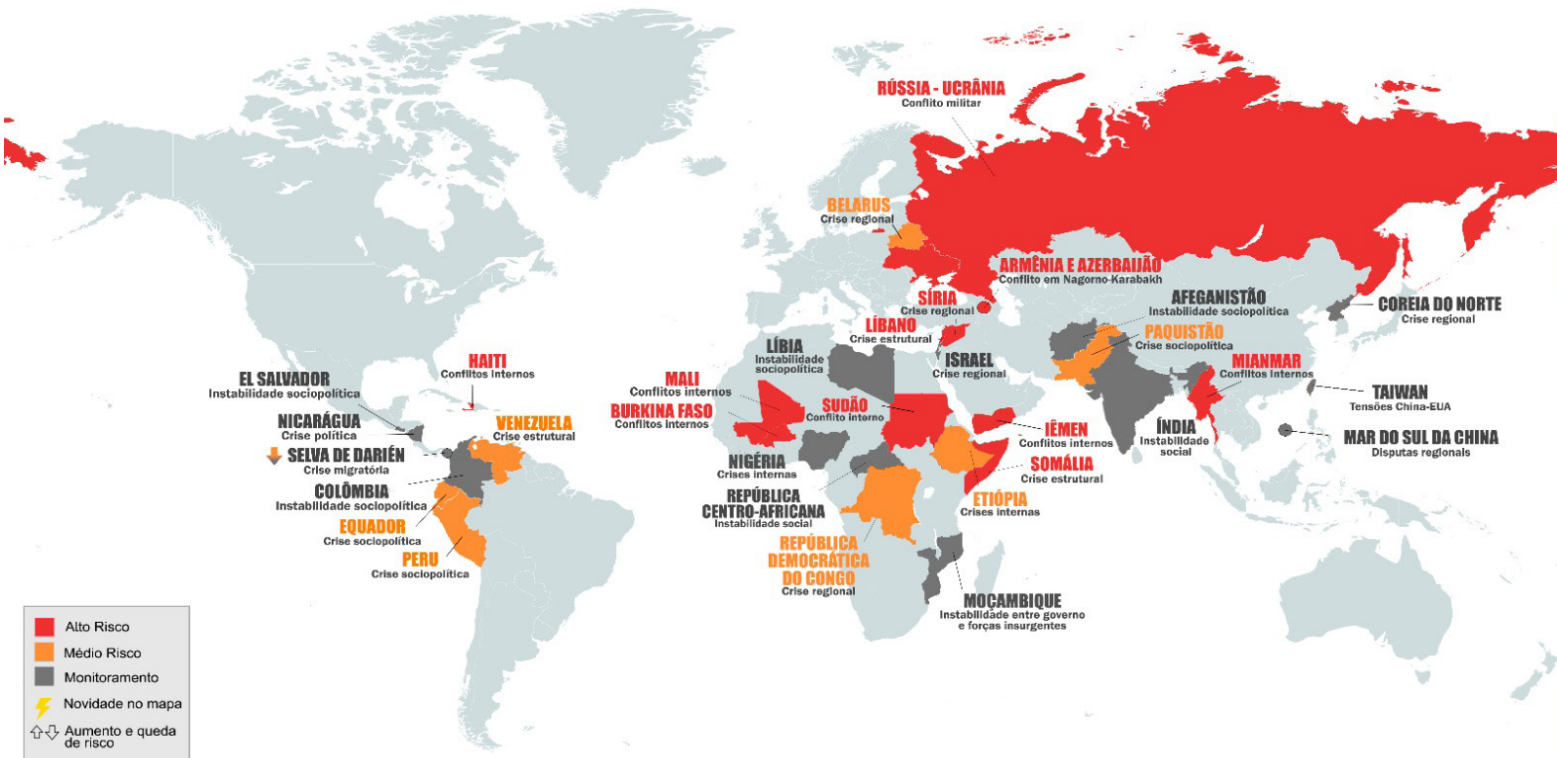 RÚSSIA - UCRÂNIA
Conflito militar
BELARUS
Crise regional
ARMÊNIA E AZERBAIJÃO
Conflito em Nagorno-Karabakh
SÍRIA
Crise regional
LÍBANO
Crise estrutural
ISRAEL
Crise regional
AFEGANISTÃO
Instabilidade sociopolítica
PAQUISTÃO
Crise sociopolítica
COREIA DO NORTE
Crise regional
MIANMAR
Conflitos internos
TAIWAN
Tensões China-EUA
ÍNDIA
Instabilidade
social
MAR DO SUL DA CHINA
Disputas regionais
HAITI
Conflitos internos
EL SALVADOR
Instabilidade sociopolítica
NICARÁGUA
Crise política
VENEZUELA
Crise estrutural
SELVA DE DARIÉN
Crise migratória
COLÔMBIA
Instabilidade sociopolítica
EQUADOR
Crise sociopolítica
PERU
Crise sociopolítica
LÍBIA
Instabilidade
sociopolítica
MALI
Conflitos internos
BURKINA FASO
Conflitos internos
SUDÃO
Conflito interno
IÊMEN
Conflitos internos
NIGÉRIA
Crises internas
SOMÁLIA
Crise estrutural
REPÚBLICA
CENTRO-AFRICANA
Instabilidade social
ETIÓPIA
Crises internas
REPÚBLICA
DEMOCRÁTICA
DO CONGO
Crise regional
MOÇAMBIQUE
Instabilidade entre governo
e forças insurgentes
Alto Risco
Médio Risco
Monitoramento
Novidade no mapa
Aumento e queda
de risco